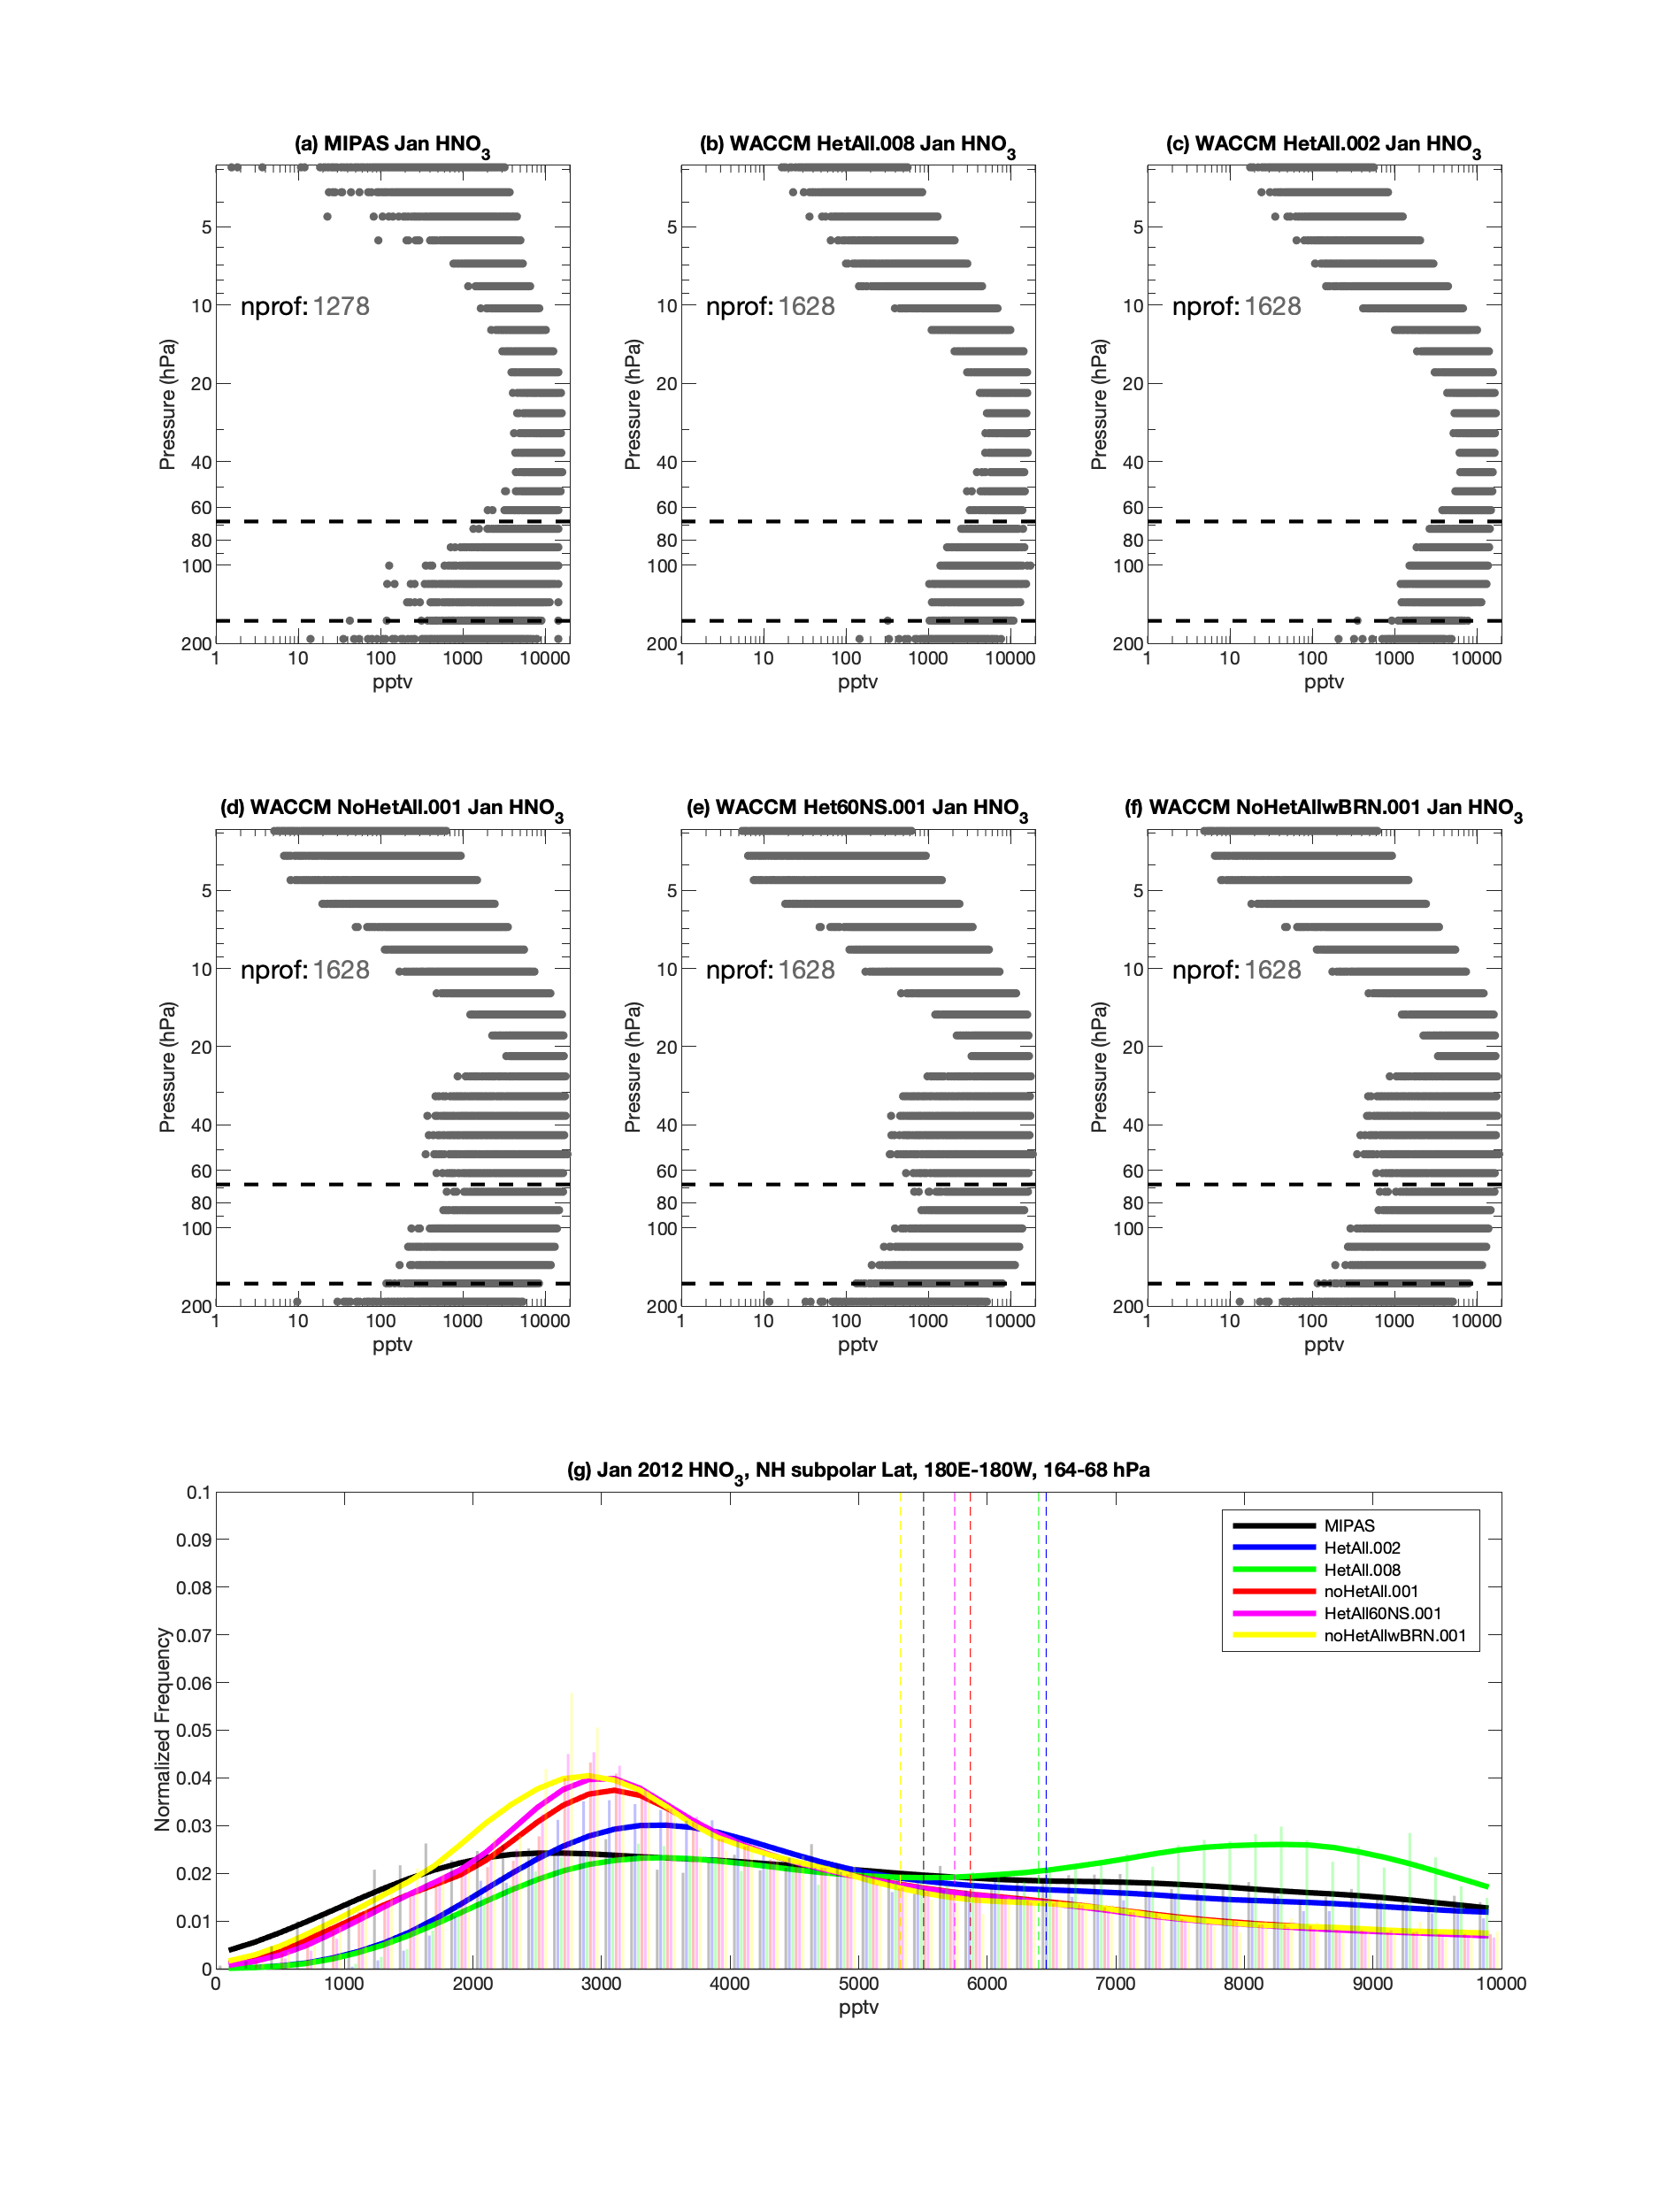 (a) MIPAS Jan HNO3
(b) WACCM HetAll.008 Jan HNO3
(c) WACCM HetAll.002 Jan HNO3
5
10
20
40
60
80
100
200
Pressure (hPa)
nprof: 1278
1 10 100 1000 10000
pptv
5
10
20
40
60
80
100
200
Pressure (hPa)
nprof: 1628
1 10 100 1000 10000
pptv
5
10
20
40
60
80
100
200
Pressure (hPa)
nprof: 1628
1 10 100 1000 10000
pptv
(d) WACCM NoHetAll.001 Jan HNO3
(e) WACCM Het60NS.001 Jan HNO3
(f) WACCM NoHetAllwBRN.001 Jan HNO3
5
10
20
40
60
80
100
200
Pressure (hPa)
nprof: 1628
1 10 100 1000 10000
pptv
5
10
20
40
60
80
100
200
Pressure (hPa)
nprof: 1628
1 10 100 1000 10000
pptv
5
10
20
40
60
80
100
200
Pressure (hPa)
nprof: 1628
1 10 100 1000 10000
pptv
(g) Jan 2012 HNO3, NH subpolar Lat, 180E-180W, 164-68 hPa
0.1
0.09
0.08
0.07
0.06
0.05
0.04
0.03
0.02
0.01
0
Normalized Frequency
MIPAS
HetAll.002
HetAll.008
noHetAll.001
HetAll60NS.001
noHetAllwBRN.001
0 1000 2000 3000 4000 5000 6000 7000 8000 9000 10000
pptv